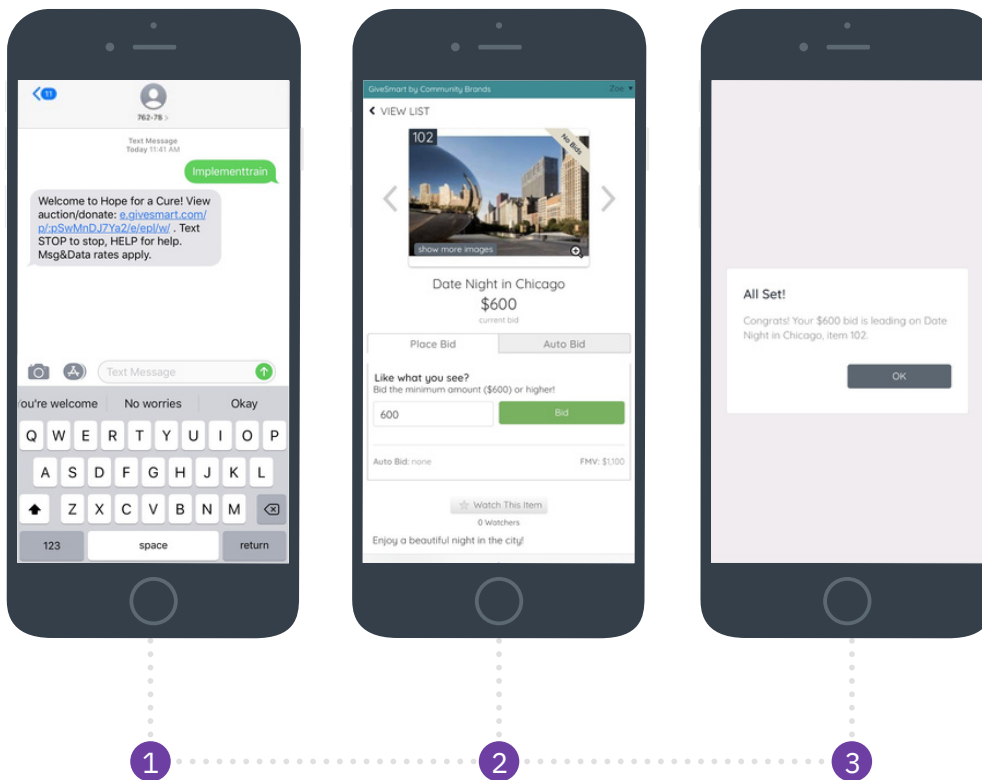 11
762-78 >
Text Message
Today 11:41 AM
Implementtrain
Welcome to Hope for a Cure! View
auction/donate: e.givesmart.com/
p/:pSwMnDJ7Ya2/e/epl/w/ . Text
STOP to stop, HELP for help.
Msg&Data rates apply.
Text Message
You're welcome No worries Okay
Q W E R T Y U I O P
A S D F G H J K L
Z X C V B N M
123 space return
GiveSmart by Community Brands Zoe
VIEW LIST
102
No Bids
show more images
Date Night in Chicago
$600
current bid
Place Bid Auto Bid
Like what you see?
Bid the minimum amount ($600) or higher!
600 Bid
Auto Bid: none FMV: $1,100
Watch This Item
0 Watchers
Enjoy a beautiful night in the city!
All Set!
Congrats! Your $600 bid is leading on Date
Night in Chicago, item 102.
OK
1 2 3